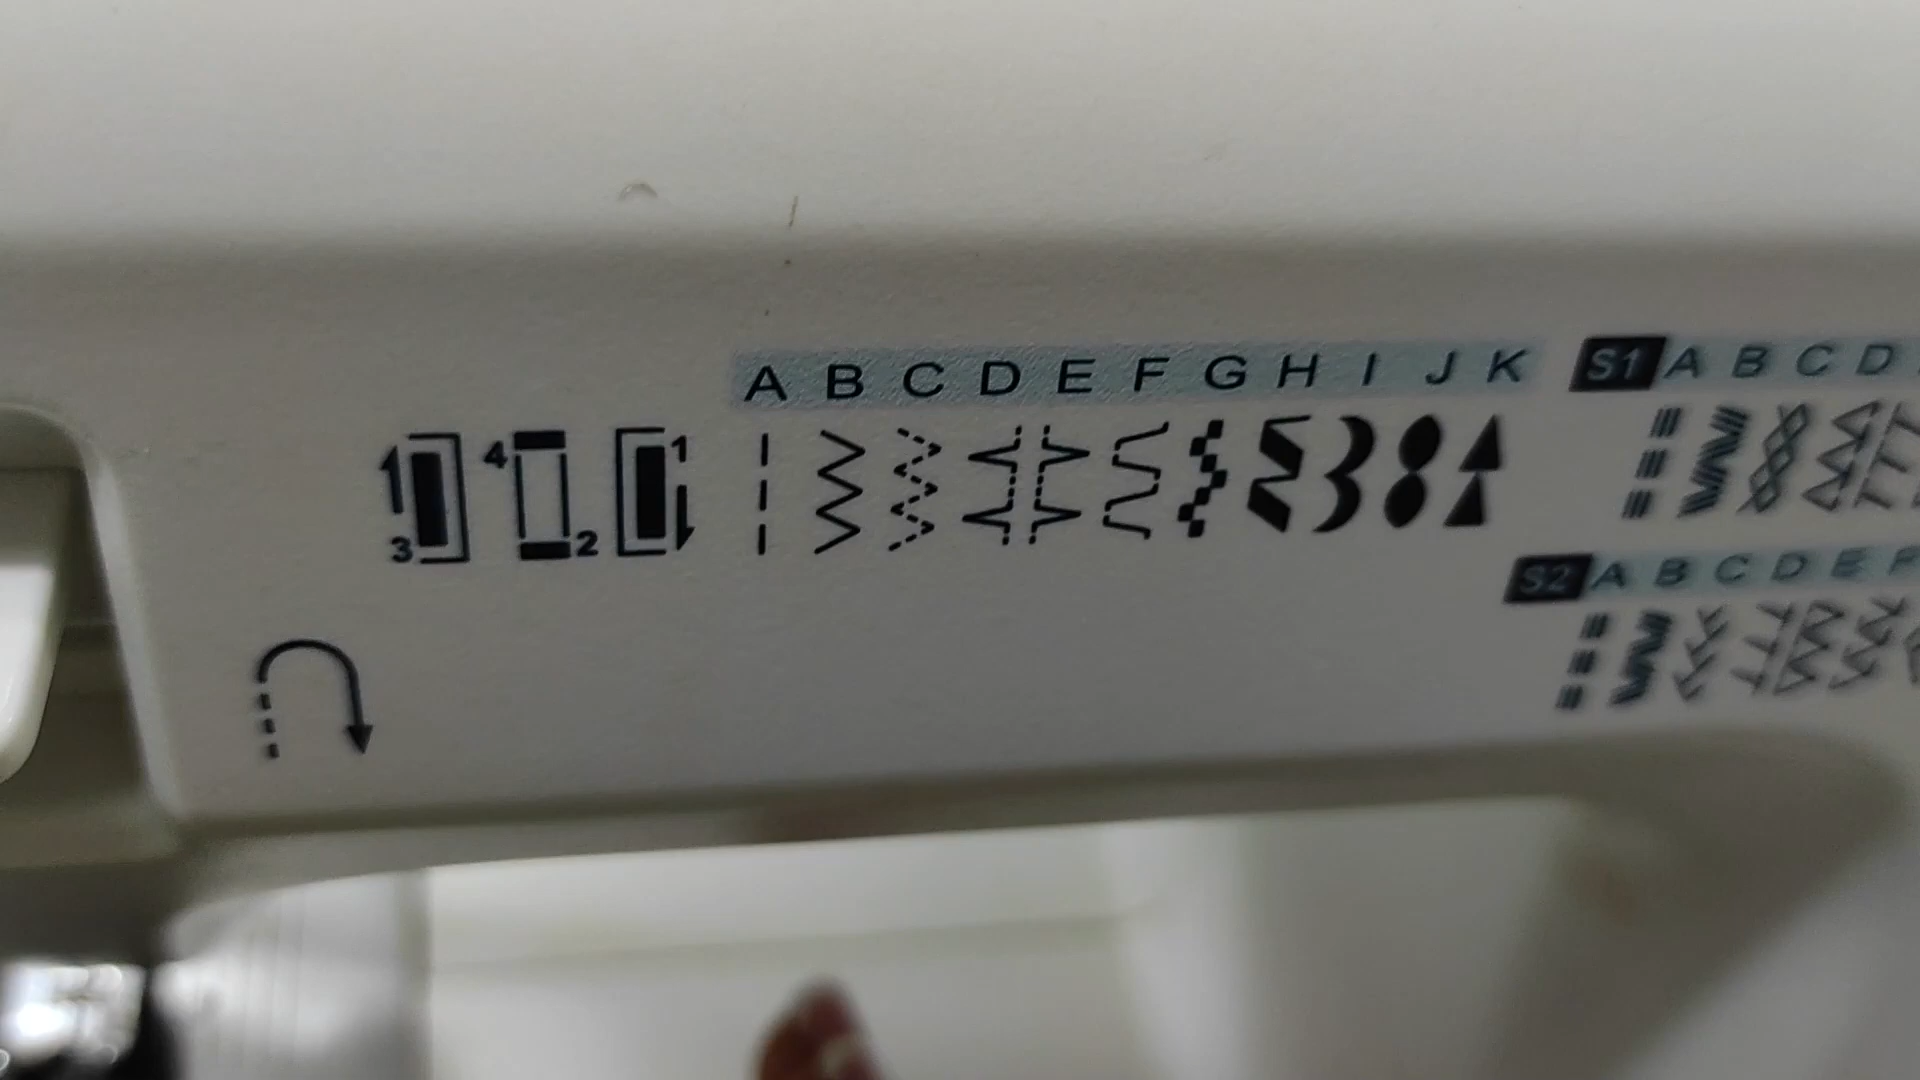 A B C D E F G H I J K
S1 A B C D
1 4 1
3 2
S2 A B C D E F